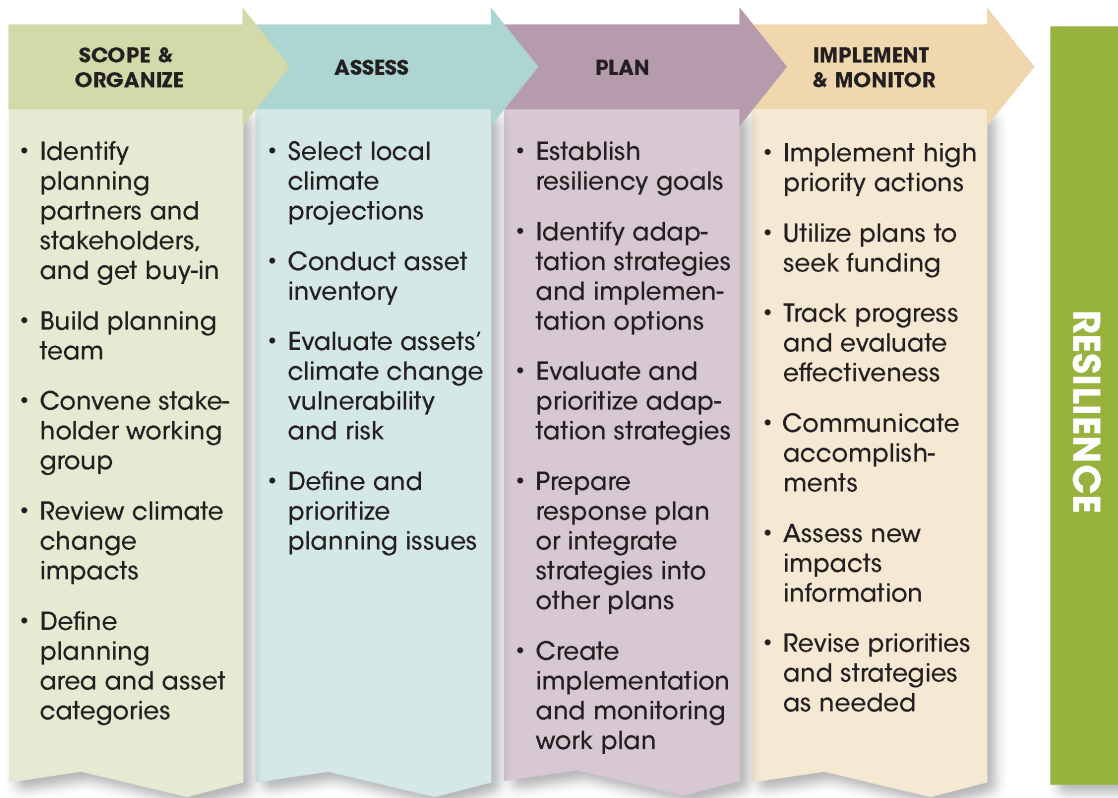 SCOPE &
ORGANIZE
• Identify
planning
partners and
stakeholders,
and get buy-in
• Build planning
team
• Convene stake-
holder working
group
• Review climate
change
impacts
• Define
planning
area and asset
categories
ASSESS
• Select local
climate
projections
• Conduct asset
inventory
• Evaluate assets’
climate change
vulnerability
and risk
• Define and
prioritize
planning issues
PLAN
• Establish
resiliency goals
• Identify adap-
tation strategies
and implemen-
tation options
• Evaluate and
prioritize adap-
tation strategies
• Prepare
response plan
or integrate
strategies into
other plans
• Create
implementation
and monitoring
work plan
IMPLEMENT
& MONITOR
• Implement high
priority actions
• Utilize plans to
seek funding
• Track progress
and evaluate
effectiveness
• Communicate
accomplish-
ments
• Assess new
impacts
information
• Revise priorities
and strategies
as needed
RESILIENCE